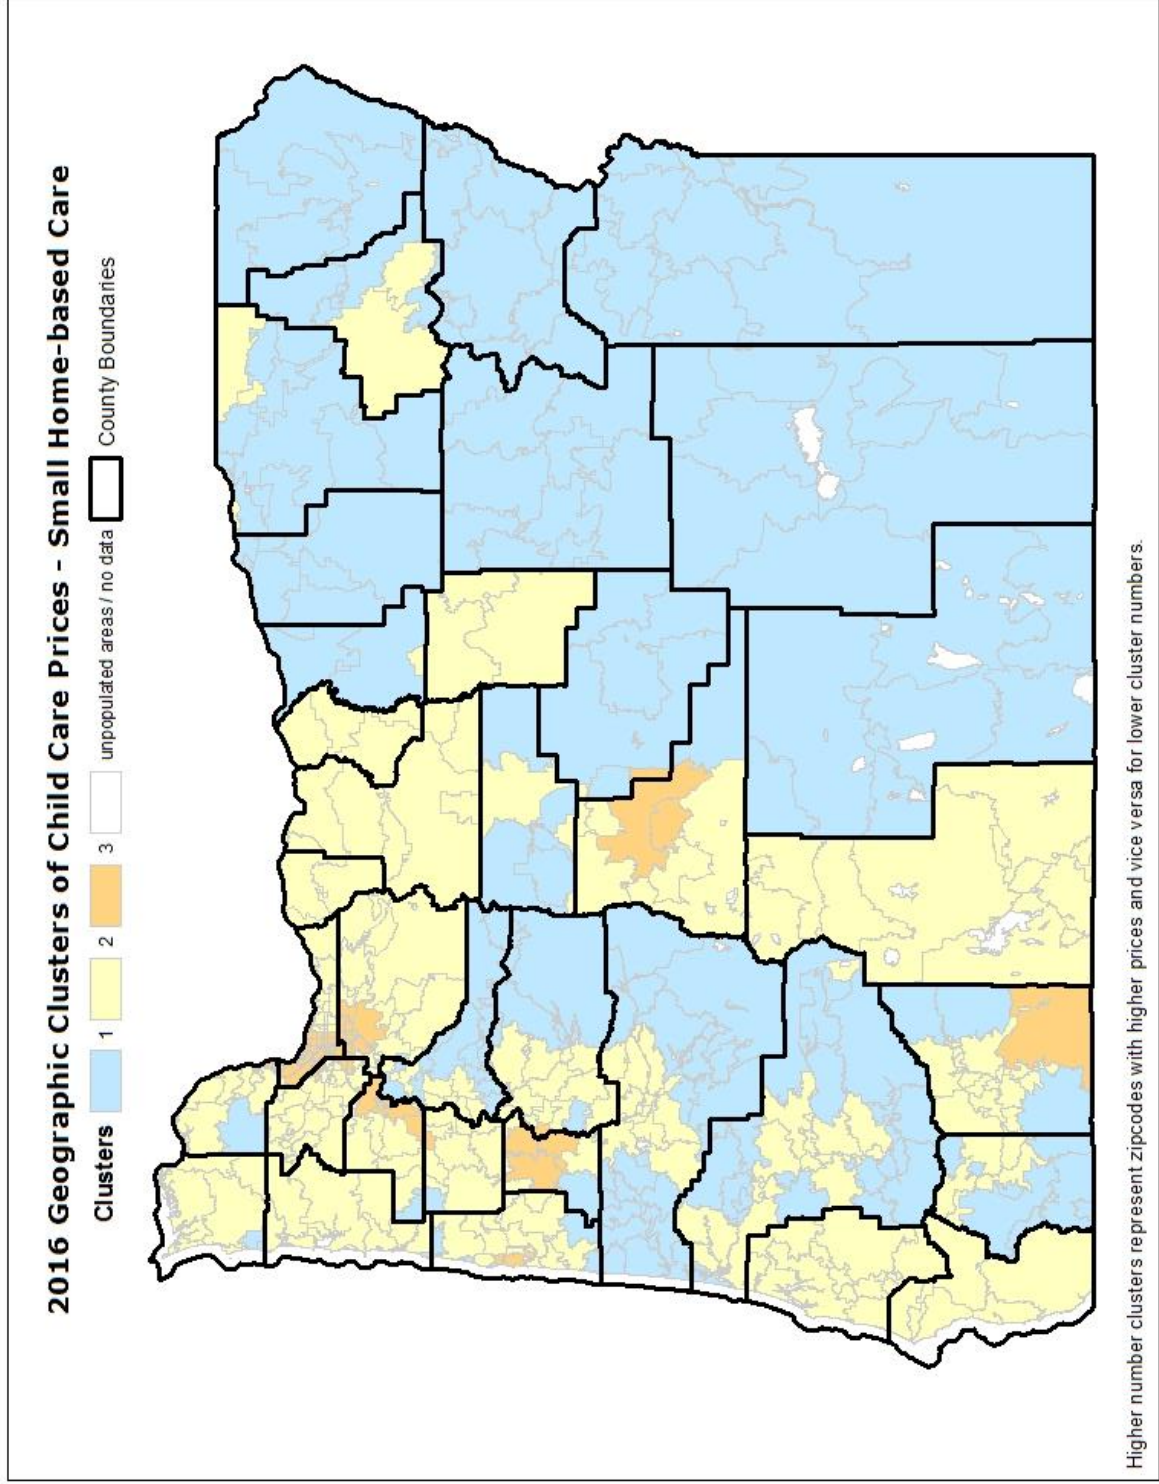 2016 Geographic Clusters of Child Care Prices - Small Home-based Care
Clusters 1 2 3 unpopulated areas / no data County Boundaries
Higher number clusters represent zipcodes with higher prices and vice versa for lower cluster numbers.